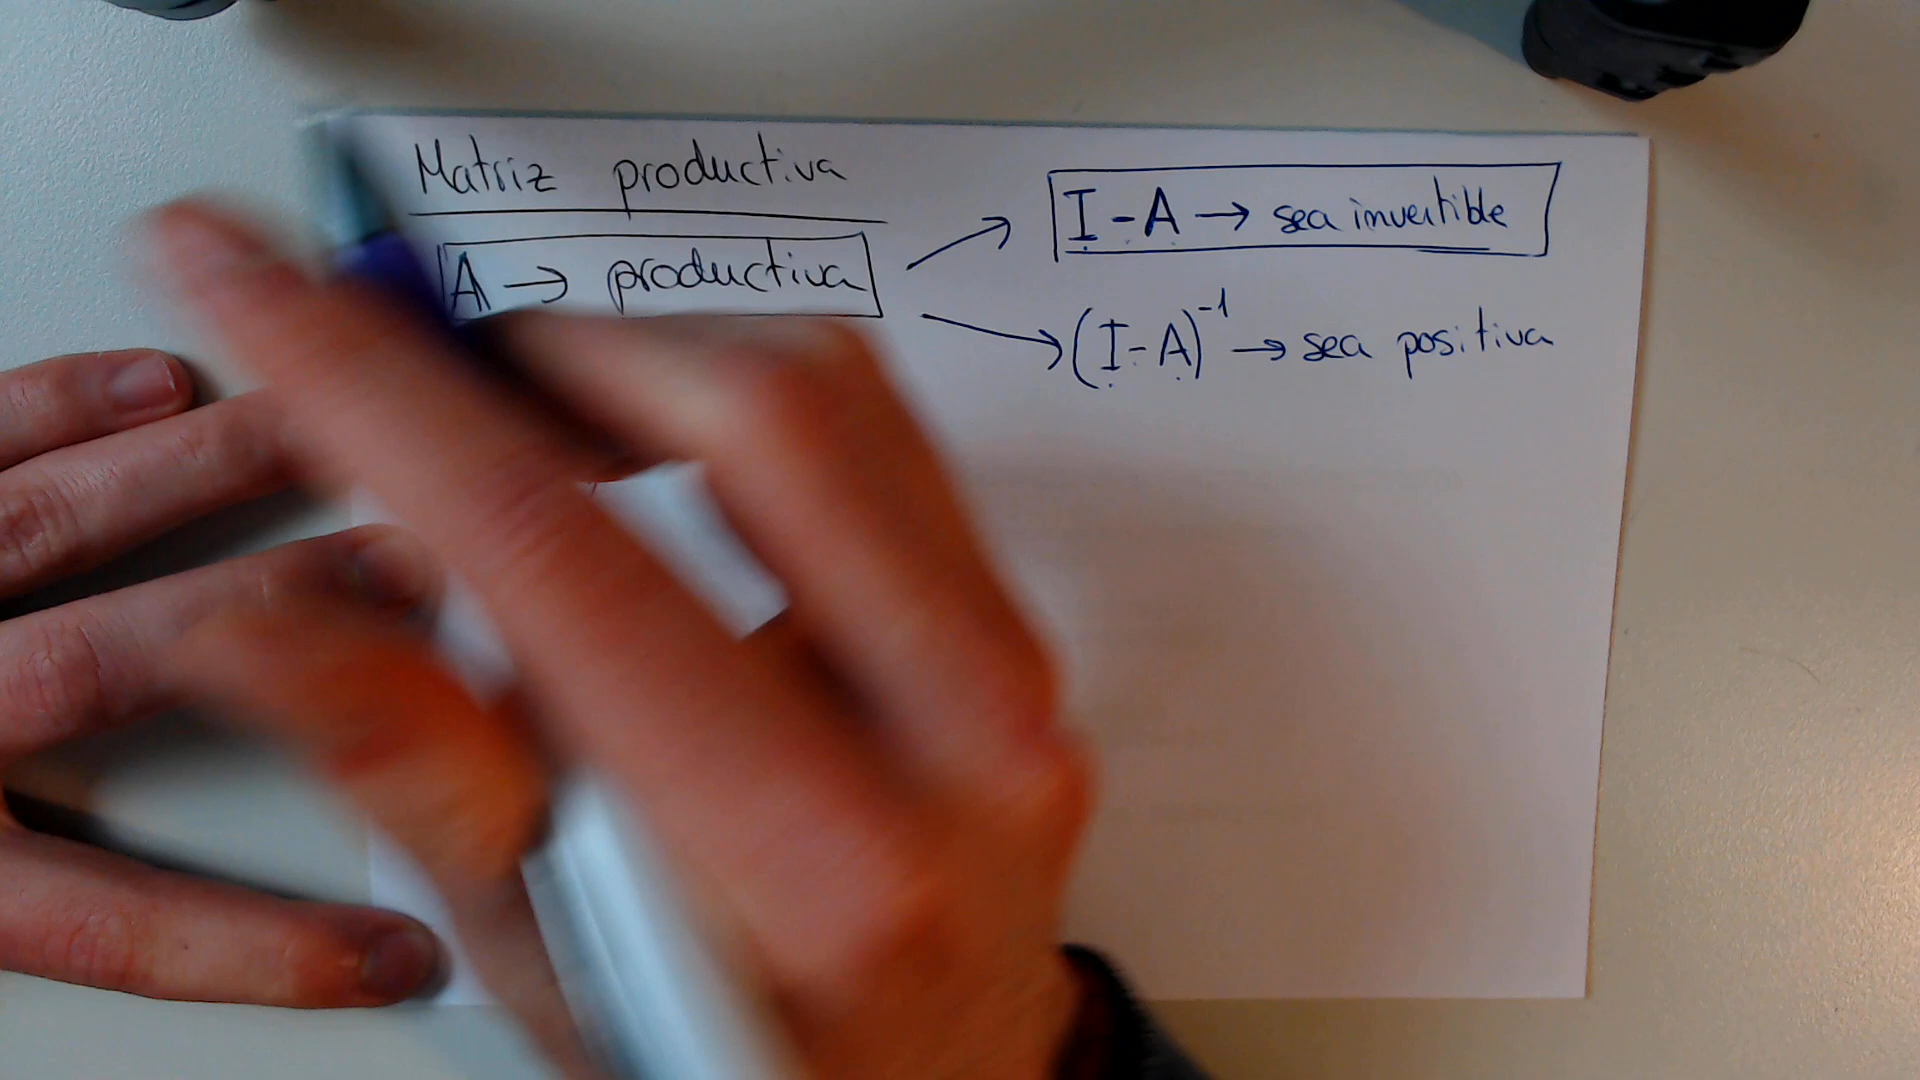 Matriz productiva
A → productiva
I - A → sea invertible
(I - A)⁻¹ → sea positiva